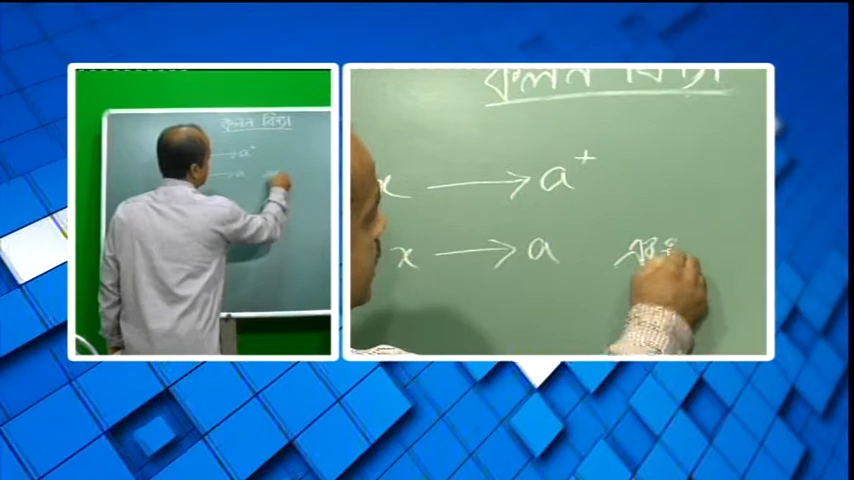 কলন বিদ্যা
x → a⁺
x → a এবং